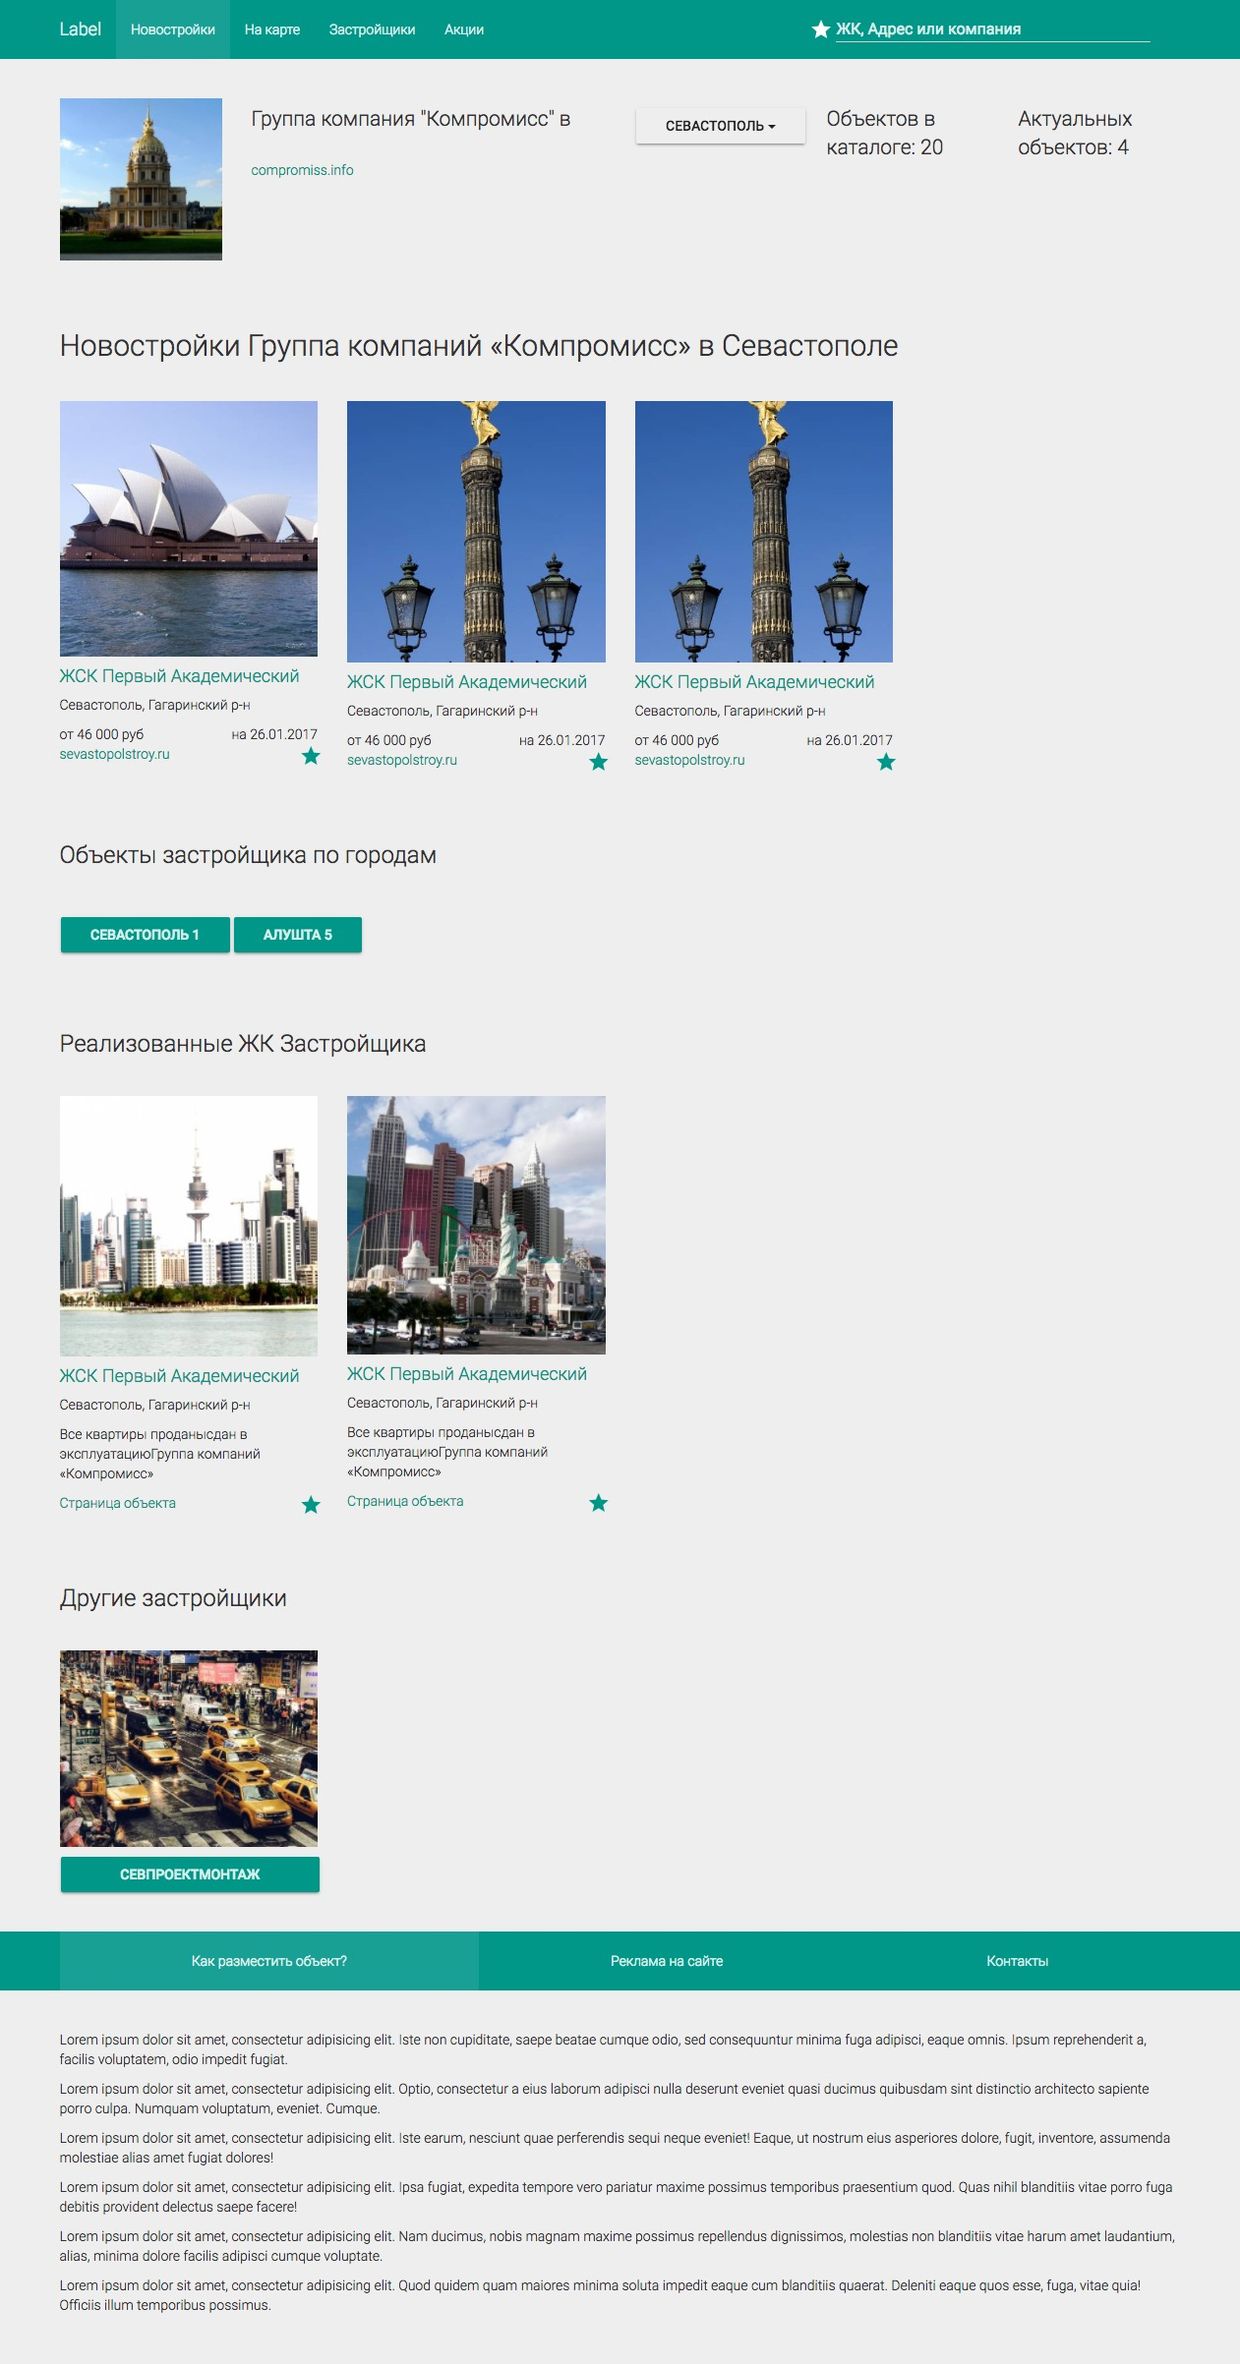 Label
Новостройки
На карте
Застройщики
Акции
ЖК, Адрес или компания
Группа компания "Компромисс" в
compromiss.info
СЕВАСТОПОЛЬ
Объектов в
каталоге: 20
Актуальных
объектов: 4
Новостройки Группа компаний «Компромисс» в Севастополе
ЖСК Первый Академический
Севастополь, Гагаринский р-н
от 46 000 руб
на 26.01.2017
sevastopolstroy.ru
ЖСК Первый Академический
Севастополь, Гагаринский р-н
от 46 000 руб
на 26.01.2017
sevastopolstroy.ru
ЖСК Первый Академический
Севастополь, Гагаринский р-н
от 46 000 руб
на 26.01.2017
sevastopolstroy.ru
Объекты застройщика по городам
СЕВАСТОПОЛЬ 1
АЛУШТА 5
Реализованные ЖК Застройщика
ЖСК Первый Академический
Севастополь, Гагаринский р-н
Все квартиры проданысдан в
эксплуатациюГруппа компаний
«Компромисс»
Страница объекта
ЖСК Первый Академический
Севастополь, Гагаринский р-н
Все квартиры проданысдан в
эксплуатациюГруппа компаний
«Компромисс»
Страница объекта
Другие застройщики
СЕВПРОЕКТМОНТАЖ
Как разместить объект?
Реклама на сайте
Контакты
Lorem ipsum dolor sit amet, consectetur adipisicing elit. Iste non cupiditate, saepe beatae cumque odio, sed consequuntur minima fuga adipisci, eaque omnis. Ipsum reprehenderit a,
facilis voluptatem, odio impedit fugiat.
Lorem ipsum dolor sit amet, consectetur adipisicing elit. Optio, consectetur a eius laborum adipisci nulla deserunt eveniet quasi ducimus quibusdam sint distinctio architecto sapiente
porro culpa. Numquam voluptatum, eveniet. Cumque.
Lorem ipsum dolor sit amet, consectetur adipisicing elit. Iste earum, nesciunt quae perferendis sequi neque eveniet! Eaque, ut nostrum eius asperiores dolore, fugit, inventore, assumenda
molestiae alias amet fugiat dolores!
Lorem ipsum dolor sit amet, consectetur adipisicing elit. Ipsa fugiat, expedita tempore vero pariatur maxime possimus temporibus praesentium quod. Quas nihil blanditiis vitae porro fuga
debitis provident delectus saepe facere!
Lorem ipsum dolor sit amet, consectetur adipisicing elit. Nam ducimus, nobis magnam maxime possimus repellendus dignissimos, molestias non blanditiis vitae harum amet laudantium,
alias, minima dolore facilis adipisci cumque voluptate.
Lorem ipsum dolor sit amet, consectetur adipisicing elit. Quod quidem quam maiores minima soluta impedit eaque cum blanditiis quaerat. Deleniti eaque quos esse, fuga, vitae quia!
Officiis illum temporibus possimus.